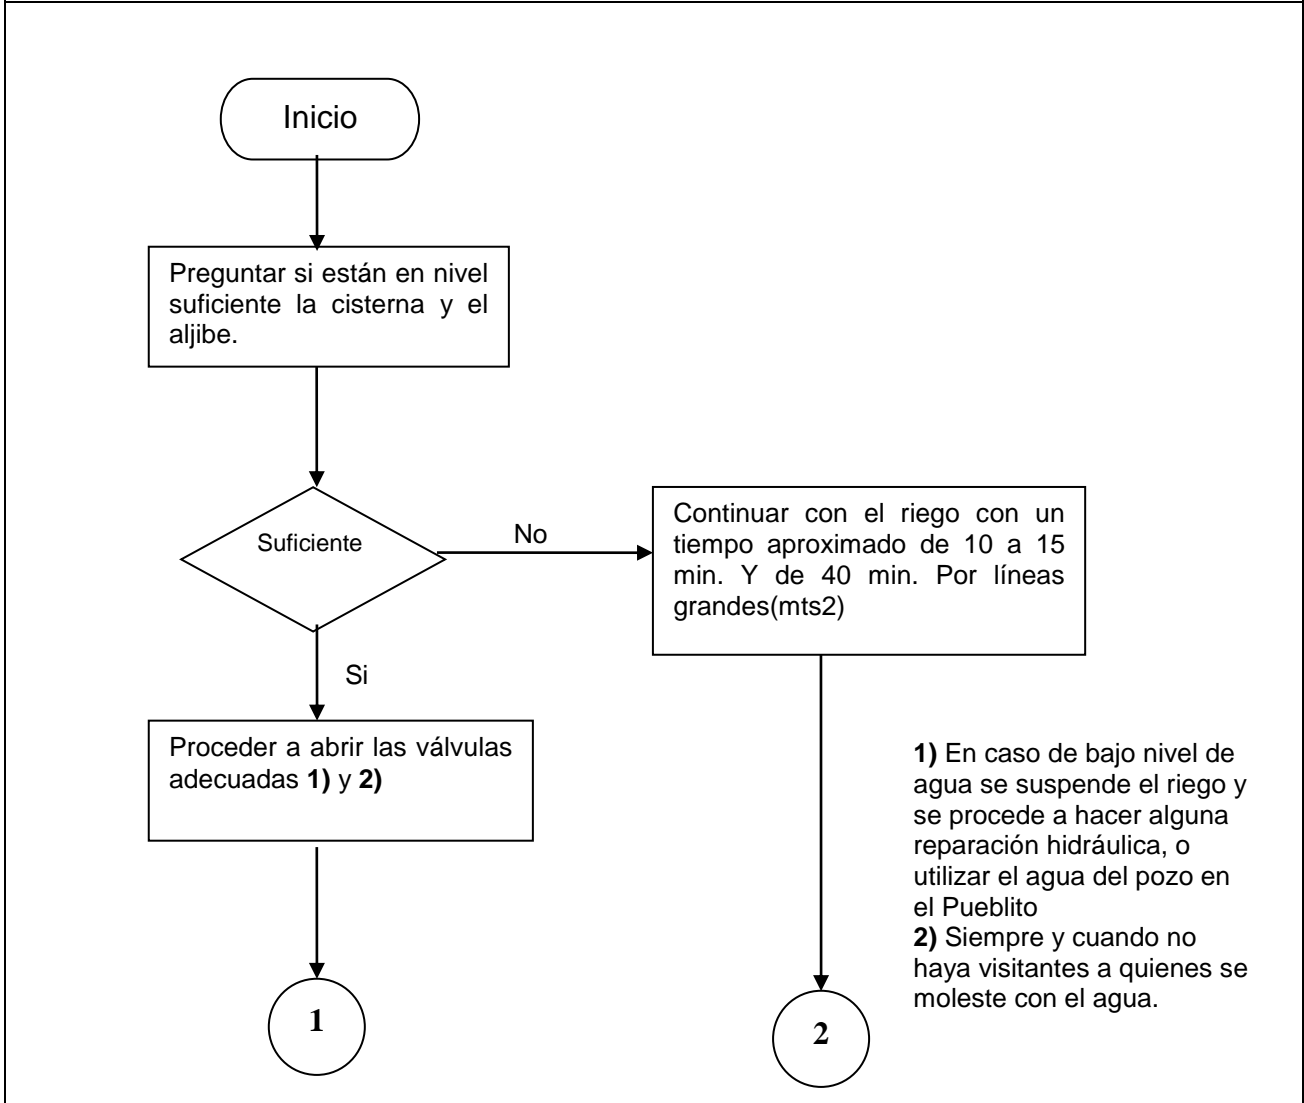 Inicio
Preguntar si están en nivel
suficiente la cisterna y el
aljibe.
Suficiente
No
Continuar con el riego con un
tiempo aproximado de 10 a 15
min. Y de 40 min. Por líneas
grandes(mts2)
Si
Proceder a abrir las válvulas
adecuadas 1) y 2)
1) En caso de bajo nivel de
agua se suspende el riego y
se procede a hacer alguna
reparación hidráulica, o
utilizar el agua del pozo en
el Pueblito
2) Siempre y cuando no
haya visitantes a quienes se
moleste con el agua.
1
2